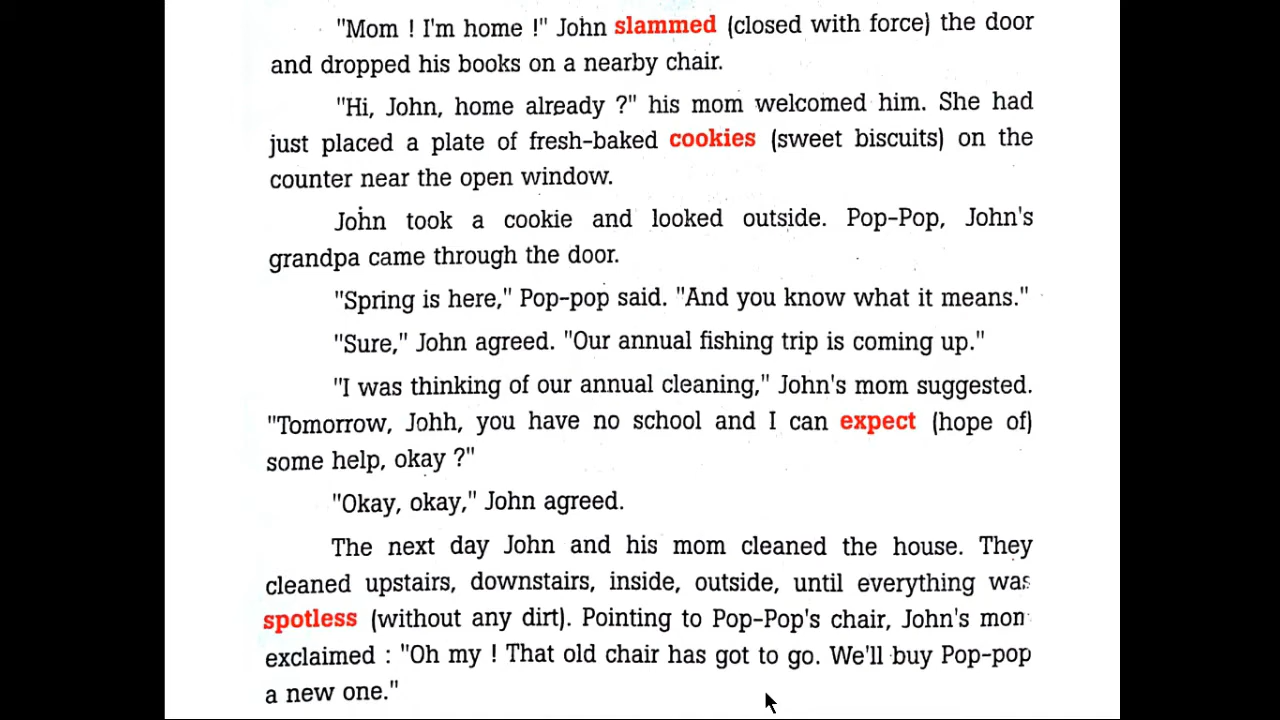 "Mom ! I'm home !" John slammed (closed with force) the door
and dropped his books on a nearby chair.
"Hi, John, home already ?" his mom welcomed him. She had
just placed a plate of fresh-baked cookies (sweet biscuits) on the
counter near the open window.
John took a cookie and looked outside. Pop-Pop, John's
grandpa came through the door.
"Spring is here," Pop-pop said. "And you know what it means."
"Sure," John agreed. "Our annual fishing trip is coming up."
"I was thinking of our annual cleaning," John's mom suggested.
"Tomorrow, Johh, you have no school and I can expect (hope of)
some help, okay ?"
"Okay, okay," John agreed.
The next day John and his mom cleaned the house. They
cleaned upstairs, downstairs, inside, outside, until everything was
spotless (without any dirt). Pointing to Pop-Pop's chair, John's mon
exclaimed : "Oh my ! That old chair has got to go. We'll buy Pop-pop
a new one."